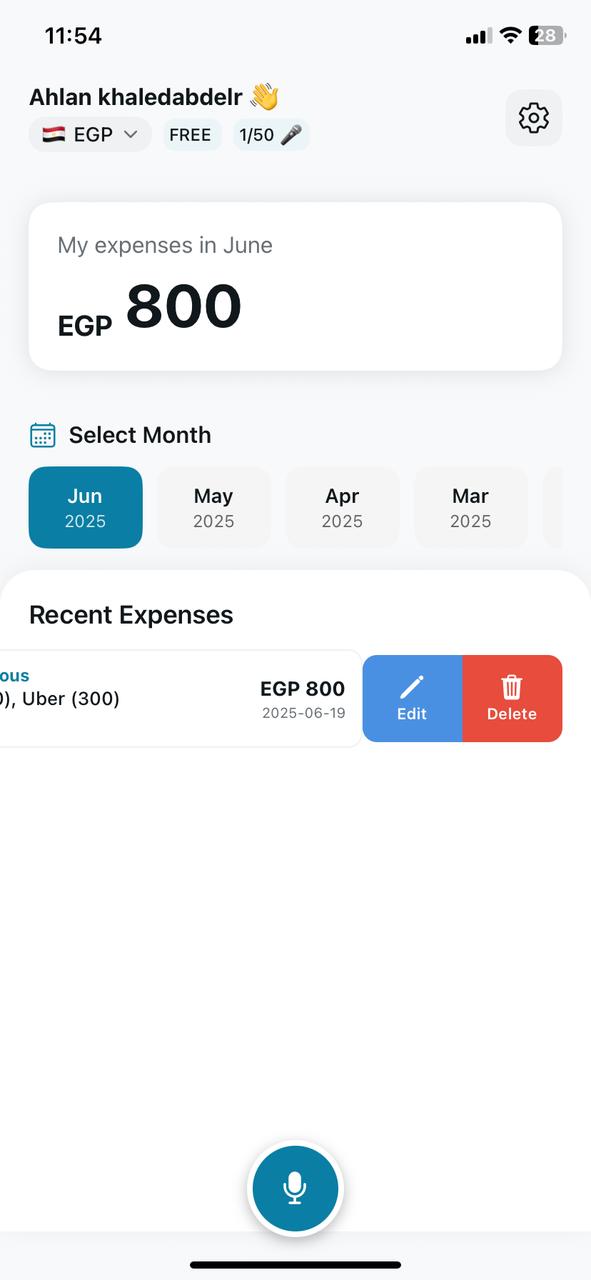 11:54
28
Ahlan khaledabdelr 👋
EGP
FREE
1/50
My expenses in June
EGP 800
Select Month
Jun
2025
May
2025
Apr
2025
Mar
2025
Recent Expenses
ous
0), Uber (300)
EGP 800
2025-06-19
Edit
Delete